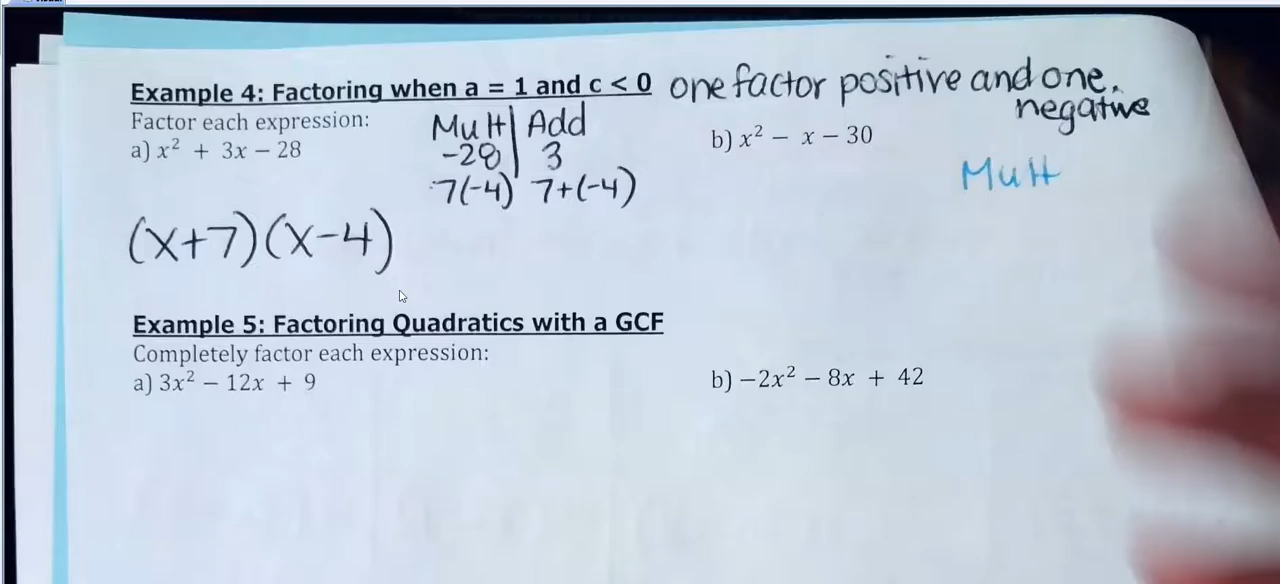 Example 4: Factoring when a = 1 and c < 0 one factor positive and one
negative
Factor each expression:
Mult | Add
a) x² + 3x − 28
-28 | 3
b) x² − x − 30
7(-4) 7+(-4)
Mult
(x+7)(x-4)
Example 5: Factoring Quadratics with a GCF
Completely factor each expression:
a) 3x² − 12x + 9
b) −2x² − 8x + 42